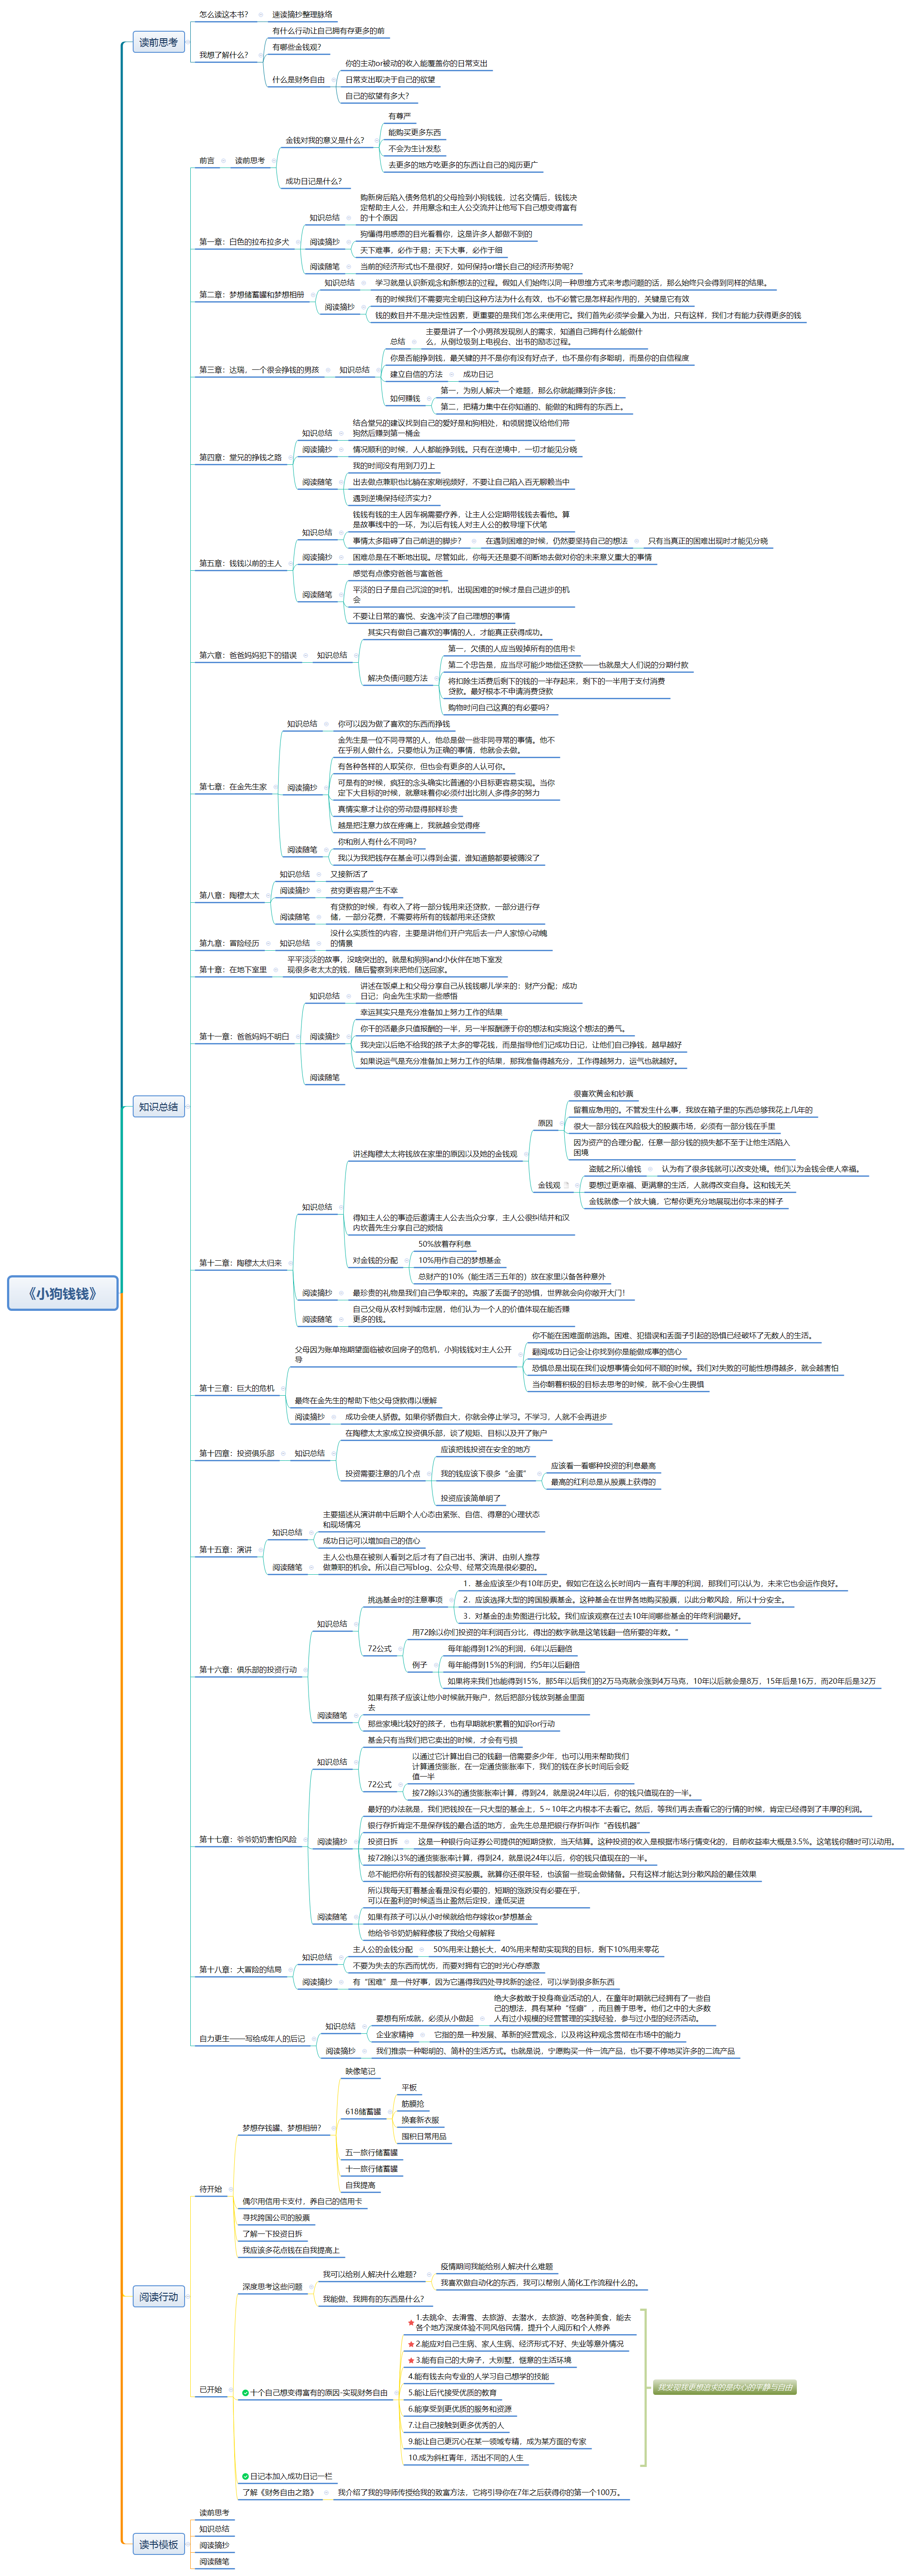 《小狗钱钱》
读前思考
怎么读这本书?
速读摘抄整理脉络
我想了解什么?
有什么行动让自己拥有存更多的前
有哪些金钱观?
什么是财务自由
你的主动or被动的收入能覆盖你的日常支出
日常支出取决于自己的欲望
自己的欲望有多大?
知识总结
前言
读前思考
金钱对我的意义是什么?
有尊严
能购买更多东西
不会为生计发愁
去更多的地方吃更多的东西让自己的阅历更广
成功日记是什么?
第一章:白色的拉布拉多犬
知识总结
购新房后陷入债务危机的父母捡到小狗钱钱,过名交情后,钱钱决
定帮助主人公,并用意念和主人公交流并让他写下自己想变得富有
的十个原因
阅读摘抄
狗懂得用感恩的目光看着你,这是许多人都做不到的
天下难事,必作于易;天下大事,必作于细
阅读随笔
当前的经济形式也不是很好,如何保持or增长自己的经济形势呢?
第二章:梦想储蓄罐和梦想相册
知识总结
学习就是认识新观念和新想法的过程。假如人们始终以同一种思维方式来考虑问题的话,那么始终只会得到同样的结果。
阅读摘抄
有的时候我们不需要完全明白这种方法为什么有效,也不必管它是怎样起作用的,关键是它有效
钱的数目并不是决定性因素,更重要的是我们怎么来使用它。我们首先必须学会量入为出,只有这样,我们才有能力获得更多的钱
第三章:达瑞,一个很会挣钱的男孩
知识总结
总结
主要是讲了一个小男孩发现别人的需求,知道自己拥有什么能做什
么,从倒垃圾到上电视台、出书的励志过程。
你是否能挣到钱,最关键的并不是你有没有好点子,也不是你有多聪明,而是你的自信程度
建立自信的方法
成功日记
如何赚钱
第一,为别人解决一个难题,那么你就能赚到许多钱;
第二,把精力集中在你知道的、能做的和拥有的东西上。
第四章:堂兄的挣钱之路
知识总结
结合堂兄的建议找到自己的爱好是和狗相处,和领居提议给他们带
狗然后赚到第一桶金
阅读摘抄
情况顺利的时候,人人都能挣到钱。只有在逆境中,一切才能见分晓
阅读随笔
我的时间没有用到刀刃上
出去做点兼职也比躺在家刷视频好,不要让自己陷入百无聊赖当中
遇到逆境保持经济实力?
第五章:钱钱以前的主人
知识总结
钱钱有钱的主人因车祸需要疗养,让主人公定期带钱钱去看他。算
是故事线中的一环,为以后有钱人对主人公的教导埋下伏笔
事情太多阻碍了自己前进的脚步?
在遇到困难的时候,仍然要坚持自己的想法
只有当真正的困难出现时才能见分晓
阅读摘抄
困难总是在不断地出现。尽管如此,你每天还是要不间断地去做对你的未来意义重大的事情
阅读随笔
感觉有点像穷爸爸与富爸爸
平淡的日子是自己沉淀的时机,出现困难的时候才是自己进步的机
会
不要让日常的喜悦、安逸冲淡了自己理想的事情
第六章:爸爸妈妈犯下的错误
知识总结
其实只有做自己喜欢的事情的人,才能真正获得成功。
解决负债问题方法
第一,欠债的人应当毁掉所有的信用卡
第二个忠告是,应当尽可能少地偿还贷款——也就是大人们说的分期付款
将扣除生活费后剩下的钱的一半存起来,剩下的一半用于支付消费
贷款。最好根本不申请消费贷款
购物时问自己这真的有必要吗?
第七章:在金先生家
知识总结
你可以因为做了喜欢的东西而挣钱
阅读摘抄
金先生是一位不同寻常的人,他总是做一些非同寻常的事情。他不
在乎别人做什么,只要他认为正确的事情,他就会去做。
有各种各样的人取笑你,但也会有更多的人认可你。
可是有的时候,疯狂的念头确实比普通的小目标更容易实现。当你
定下大目标的时候,就意味着你必须付出比别人多得多的努力
真情实意才让你的劳动显得那样珍贵
越是把注意力放在疼痛上,我就越会觉得疼
阅读随笔
你和别人有什么不同吗?
我以为我把钱存在基金可以得到金蛋,谁知道鹅都要被薅没了
第八章:陶穆太太
知识总结
又接新活了
阅读摘抄
贫穷更容易产生不幸
阅读随笔
有贷款的时候,有收入了将一部分钱用来还贷款,一部分进行存
储,一部分花费,不需要将所有的钱都用来还贷款
第九章:冒险经历
知识总结
没什么实质性的内容,主要是讲他们开户完后去一户人家惊心动魄
的情景
第十章:在地下室里
平平淡淡的故事,没啥突出的。就是和狗狗and小伙伴在地下室发
现很多老太太的钱,随后警察到来把他们送回家。
第十一章:爸爸妈妈不明白
知识总结
讲述在饭桌上和父母分享自己从钱钱哪儿学来的;财产分配;成功
日记;向金先生求助一些感悟
阅读摘抄
幸运其实只是充分准备加上努力工作的结果
你干的活最多只值报酬的一半,另一半报酬源于你的想法和实施这个想法的勇气。
我决定以后绝不给我的孩子太多的零花钱,而是指导他们记成功日记,让他们自己挣钱,越早越好
如果说运气是充分准备加上努力工作的结果,那我准备得越充分,工作得越努力,运气也就越好。
阅读随笔
第十二章:陶穆太太归来
知识总结
讲述陶穆太太将钱放在家里的原因以及她的金钱观
原因
很喜欢黄金和钞票
留着应急用的。不管发生什么事,我放在箱子里的东西总够我花上几年的
很大一部分钱在风险极大的股票市场,必须有一部分钱在手里
因为资产的合理分配,任意一部分钱的损失都不至于让他生活陷入
困境
金钱观
盗贼之所以偷钱
认为有了很多钱就可以改变处境。他们以为金钱会使人幸福。
要想过更幸福、更满意的生活,人就得改变自身。这和钱无关
金钱就像一个放大镜,它帮你更充分地展现出你本来的样子
得知主人公的事迹后邀请主人公去当众分享,主人公很纠结并和汉
内坎普先生分享自己的烦恼
对金钱的分配
50%放着存利息
10%用作自己的梦想基金
总财产的10%(能生活三五年的)放在家里以备各种意外
阅读摘抄
最珍贵的礼物是我们自己争取来的。克服了丢面子的恐惧,世界就会向你敞开大门!
阅读随笔
自己父母从农村到城市定居,他们认为一个人的价值体现在能否赚
更多的钱。
第十三章:巨大的危机
父母因为账单拖期望面临被收回房子的危机,小狗钱钱对主人公开
导
你不能在困难面前逃跑。困难、犯错误和丢面子引起的恐惧已经破坏了无数人的生活。
翻阅成功日记会让你找到你是能做成事的信心
恐惧总是出现在我们设想事情会如何不顺的时候。我们对失败的可能性想得越多,就会越害怕
当你朝着积极的目标去思考的时候,就不会心生畏惧
最终在金先生的帮助下他父母贷款得以缓解
阅读摘抄
成功会使人骄傲。如果你骄傲自大,你就会停止学习。不学习,人就不会再进步
第十四章:投资俱乐部
知识总结
在陶穆太太家成立投资俱乐部,谈了规矩、目标以及开了账户
投资需要注意的几个点
应该把钱投资在安全的地方
我的钱应该下很多“金蛋”
应该看一看哪种投资的利息最高
最高的红利总是从股票上获得的
投资应该简单明了
第十五章:演讲
知识总结
主要描述从演讲前中后期个人心态由紧张、自信、得意的心理状态
和现场情况
成功日记可以增加自己的信心
阅读随笔
主人公也是在被别人看到之后才有了自己出书、演讲、由别人推荐
做兼职的机会。所以自己写blog、公众号、经常交流是很必要的。
第十六章:俱乐部的投资行动
知识总结
挑选基金时的注意事项
1.基金应该至少有10年历史。假如它在这么长时间内一直有丰厚的利润,那我们可以认为,未来它也会运作良好。
2.应该选择大型的跨国股票基金。这种基金在世界各地购买股票,以此分散风险,所以十分安全。
3.对基金的走势图进行比较。我们应该观察在过去10年间哪些基金的年终利润最好。
72公式
用72除以你们投资的年利润百分比,得出的数字就是这笔钱翻一倍所要的年数。”
例子
每年能得到12%的利润,6年以后翻倍
每年能得到15%的利润,约5年以后翻倍
如果将来我们也能得到15%,那5年以后我们的2万马克就会涨到4万马克,10年以后就会是8万,15年后是16万,而20年后是32万
阅读随笔
如果有孩子应该让他小时候就开账户,然后把部分钱放到基金里面
去
那些家境比较好的孩子,也有早期就积累着的知识or行动
第十七章:爷爷奶奶害怕风险
知识总结
基金只有当我们把它卖出的时候,才会有亏损
72公式
以通过它计算出自己的钱翻一倍需要多少年,也可以用来帮助我们
计算通货膨胀,在一定通货膨胀率下,我们的钱在多长时间后会贬
值一半
按72除以3%的通货膨胀率计算,得到24,就是说24年以后,你的钱只值现在的一半。
阅读摘抄
最好的办法就是,我们把钱投在一只大型的基金上,5~10年之内根本不去看它。然后,等我们再去查看它的行情的时候,肯定已经得到了丰厚的利润。
银行存折肯定不是保存钱的最合适的地方,金先生总是把银行存折叫作“吞钱机器”
投资日拆
这是一种银行向证券公司提供的短期贷款,当天结算。这种投资的收入是根据市场行情变化的,目前收益率大概是3.5%。这笔钱你随时可以动用。
按72除以3%的通货膨胀率计算,得到24,就是说24年以后,你的钱只值现在的一半。
总不能把你所有的钱都投资买股票。就算你还很年轻,也该留一些现金做储备。只有这样才能达到分散风险的最佳效果
阅读随笔
所以我每天盯着基金看是没有必要的,短期的涨跌没有必要在乎,
可以在盈利的时候适当止盈然后定投,逢低买进
如果有孩子可以从小时候就给他存嫁妆or梦想基金
他给爷爷奶奶解释像极了我给父母解释
第十八章:大冒险的结局
知识总结
主人公的金钱分配
50%用来让鹅长大,40%用来帮助实现我的目标,剩下10%用来零花
不要为失去的东西而忧伤,而要对拥有它的时光心存感激
阅读摘抄
有“困难”是一件好事,因为它逼得我四处寻找新的途径,可以学到很多新东西
自力更生——写给成年人的后记
知识总结
要想有所成就,必须从小做起
绝大多数敢于投身商业活动的人,在童年时期就已经拥有了一些自
己的想法,具有某种“怪癖”,而且善于思考。他们之中的大多数
人有过小规模的经营管理的实践经验,参与过小型的经济活动。
企业家精神
它指的是一种发展、革新的经营观念,以及将这种观念贯彻在市场中的能力
阅读摘抄
我们推崇一种聪明的、简朴的生活方式。也就是说,宁愿购买一件一流产品,也不要不停地买许多的二流产品
阅读行动
待开始
梦想存钱罐、梦想相册?
映像笔记
618储蓄罐
平板
筋膜抢
换套新衣服
囤积日常用品
五一旅行储蓄罐
十一旅行储蓄罐
自我提高
偶尔用信用卡支付,养自己的信用卡
寻找跨国公司的股票
了解一下投资日拆
我应该多花点钱在自我提高上
已开始
深度思考这些问题
我可以给别人解决什么难题?
疫情期间我能给别人解决什么难题
我喜欢做自动化的东西,我可以帮别人简化工作流程什么的。
我能做、我拥有的东西是什么?
十个自己想变得富有的原因-实现财务自由
1.去跳伞、去滑雪、去旅游、去潜水,去旅游、吃各种美食,能去
各个地方深度体验不同风俗民情,提升个人阅历和个人修养
2.能应对自己生病、家人生病、经济形式不好、失业等意外情况
3.能有自己的大房子,大别墅,惬意的生活环境
4.能有钱去向专业的人学习自己想学的技能
5.能让后代接受优质的教育
6.能享受到更优质的服务和资源
7.让自己接触到更多优秀的人
9.能让自己更沉心在某一领域专精,成为某方面的专家
10.成为斜杠青年,活出不同的人生
我发现我更想追求的是内心的平静与自由
日记本加入成功日记一栏
了解《财务自由之路》
我介绍了我的导师传授给我的致富方法,它将引导你在7年之后获得你的第一个100万。
读书模板
读前思考
知识总结
阅读摘抄
阅读随笔